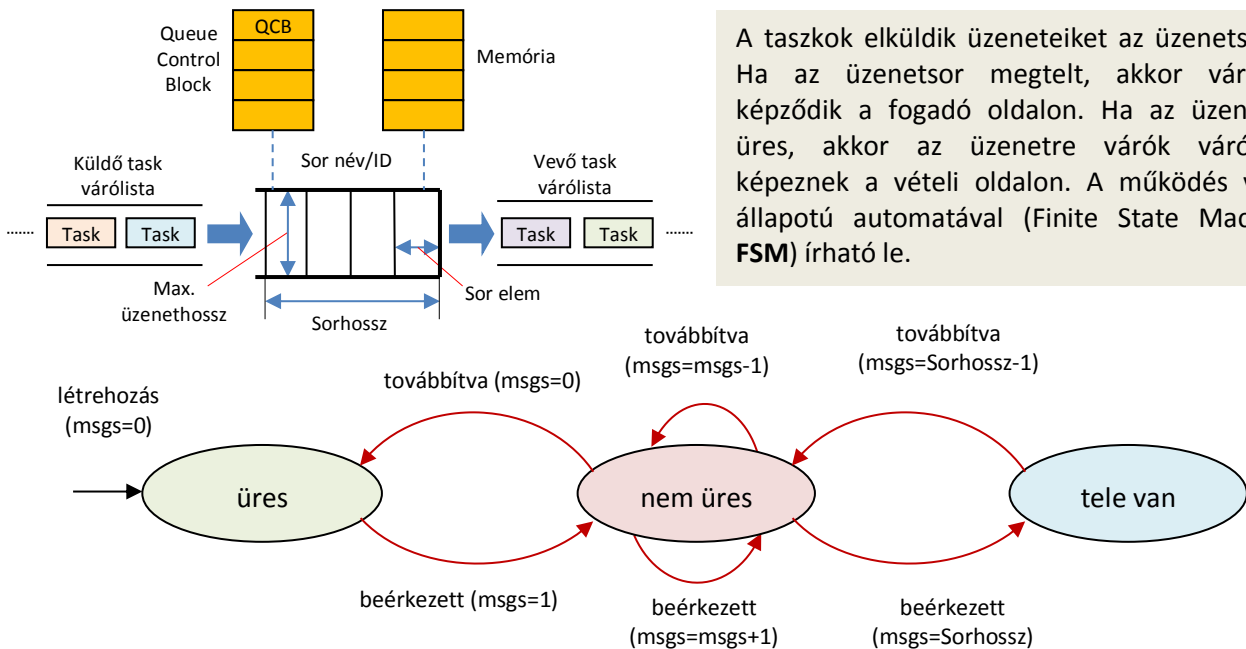 QCB
Queue
Control
Block
Memória
Sor név/ID
Küldő task
várólista
Vevő task
várólista
....... Task Task
Task Task .......
Max.
üzenethossz
Sor elem
Sorhossz
A taszkok elküldik üzeneteiket az üzenets
Ha az üzenetsor megtelt, akkor vár
képződik a fogadó oldalon. Ha az üzen
üres, akkor az üzenetre várók váró
képeznek a vételi oldalon. A működés v
állapotú automatával (Finite State Mac
FSM) írható le.
létrehozás
(msgs=0)
továbbítva (msgs=0)
továbbítva
(msgs=msgs-1)
továbbítva
(msgs=Sorhossz-1)
üres
nem üres
tele van
beérkezett (msgs=1)
beérkezett
(msgs=msgs+1)
beérkezett
(msgs=Sorhossz)